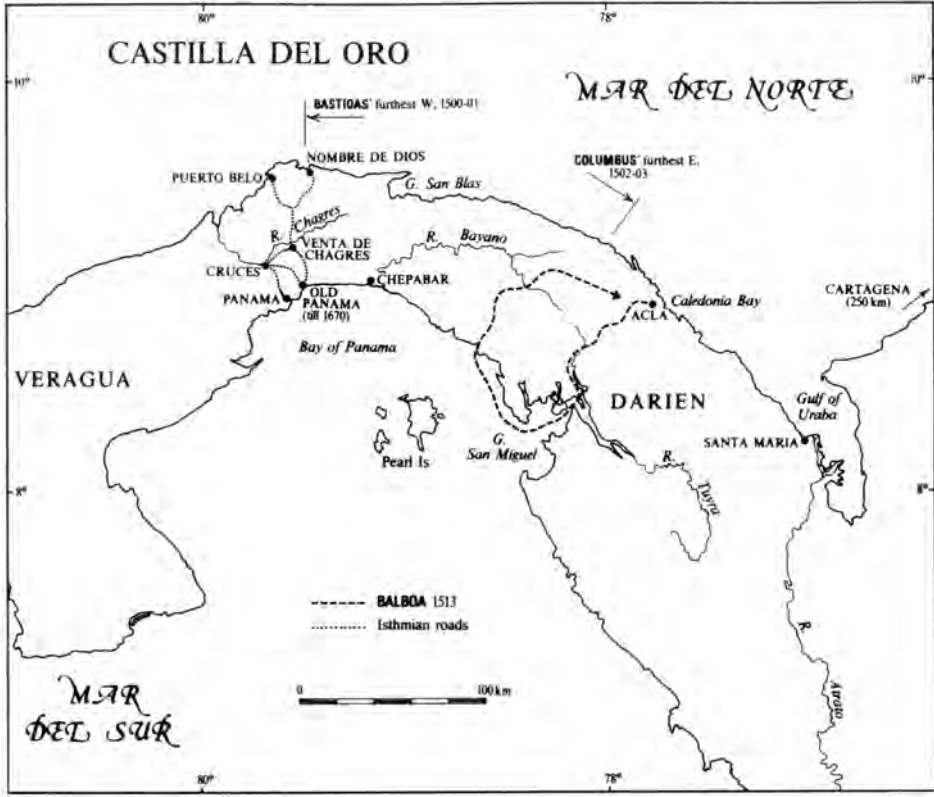 80°
78°
CASTILLA DEL ORO
10°
10°
MAR DEL NORTE
BASTIOAS' furthest W, 1500-01
COLUMBUS' furthest E,
1502-03
NOMBRE DE DIOS
PUERTO BELO
G. San Blas
R. Chagres
R. Bayano
VENTA DE
CHAGRES
CRUCES
CHEPABAR
OLD
PANAMA
(till 1670)
PANAMA
Caledonia Bay
ACLA
CARTAGENA
(250 km)
Bay of Panama
VERAGUA
DARIEN
Gulf of
Uraba
SANTA MARIA
Pearl Is
G.
San Miguel
R. Tuyra
8°
8°
BALBOA 1513
Isthmian roads
R.
0 100 km
MAR
DEL SUR
80°
78°